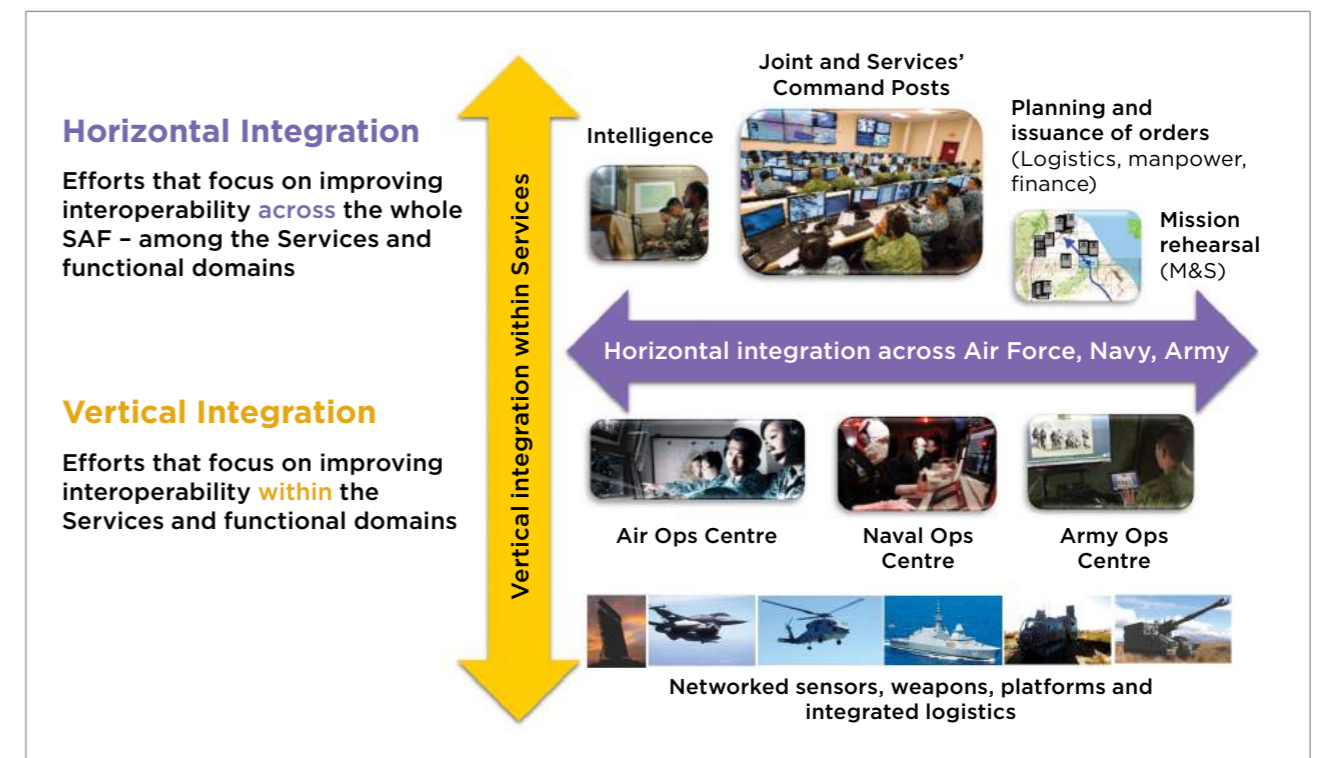 Horizontal Integration
Efforts that focus on improving
interoperability across the whole
SAF – among the Services and
functional domains
Vertical Integration
Efforts that focus on improving
interoperability within the
Services and functional domains
Vertical integration within Services
Joint and Services'
Command Posts
Intelligence
Planning and
issuance of orders
(Logistics, manpower,
finance)
Mission
rehearsal
(M&S)
Horizontal integration across Air Force, Navy, Army
Air Ops Centre
Naval Ops
Centre
Army Ops
Centre
Networked sensors, weapons, platforms and
integrated logistics